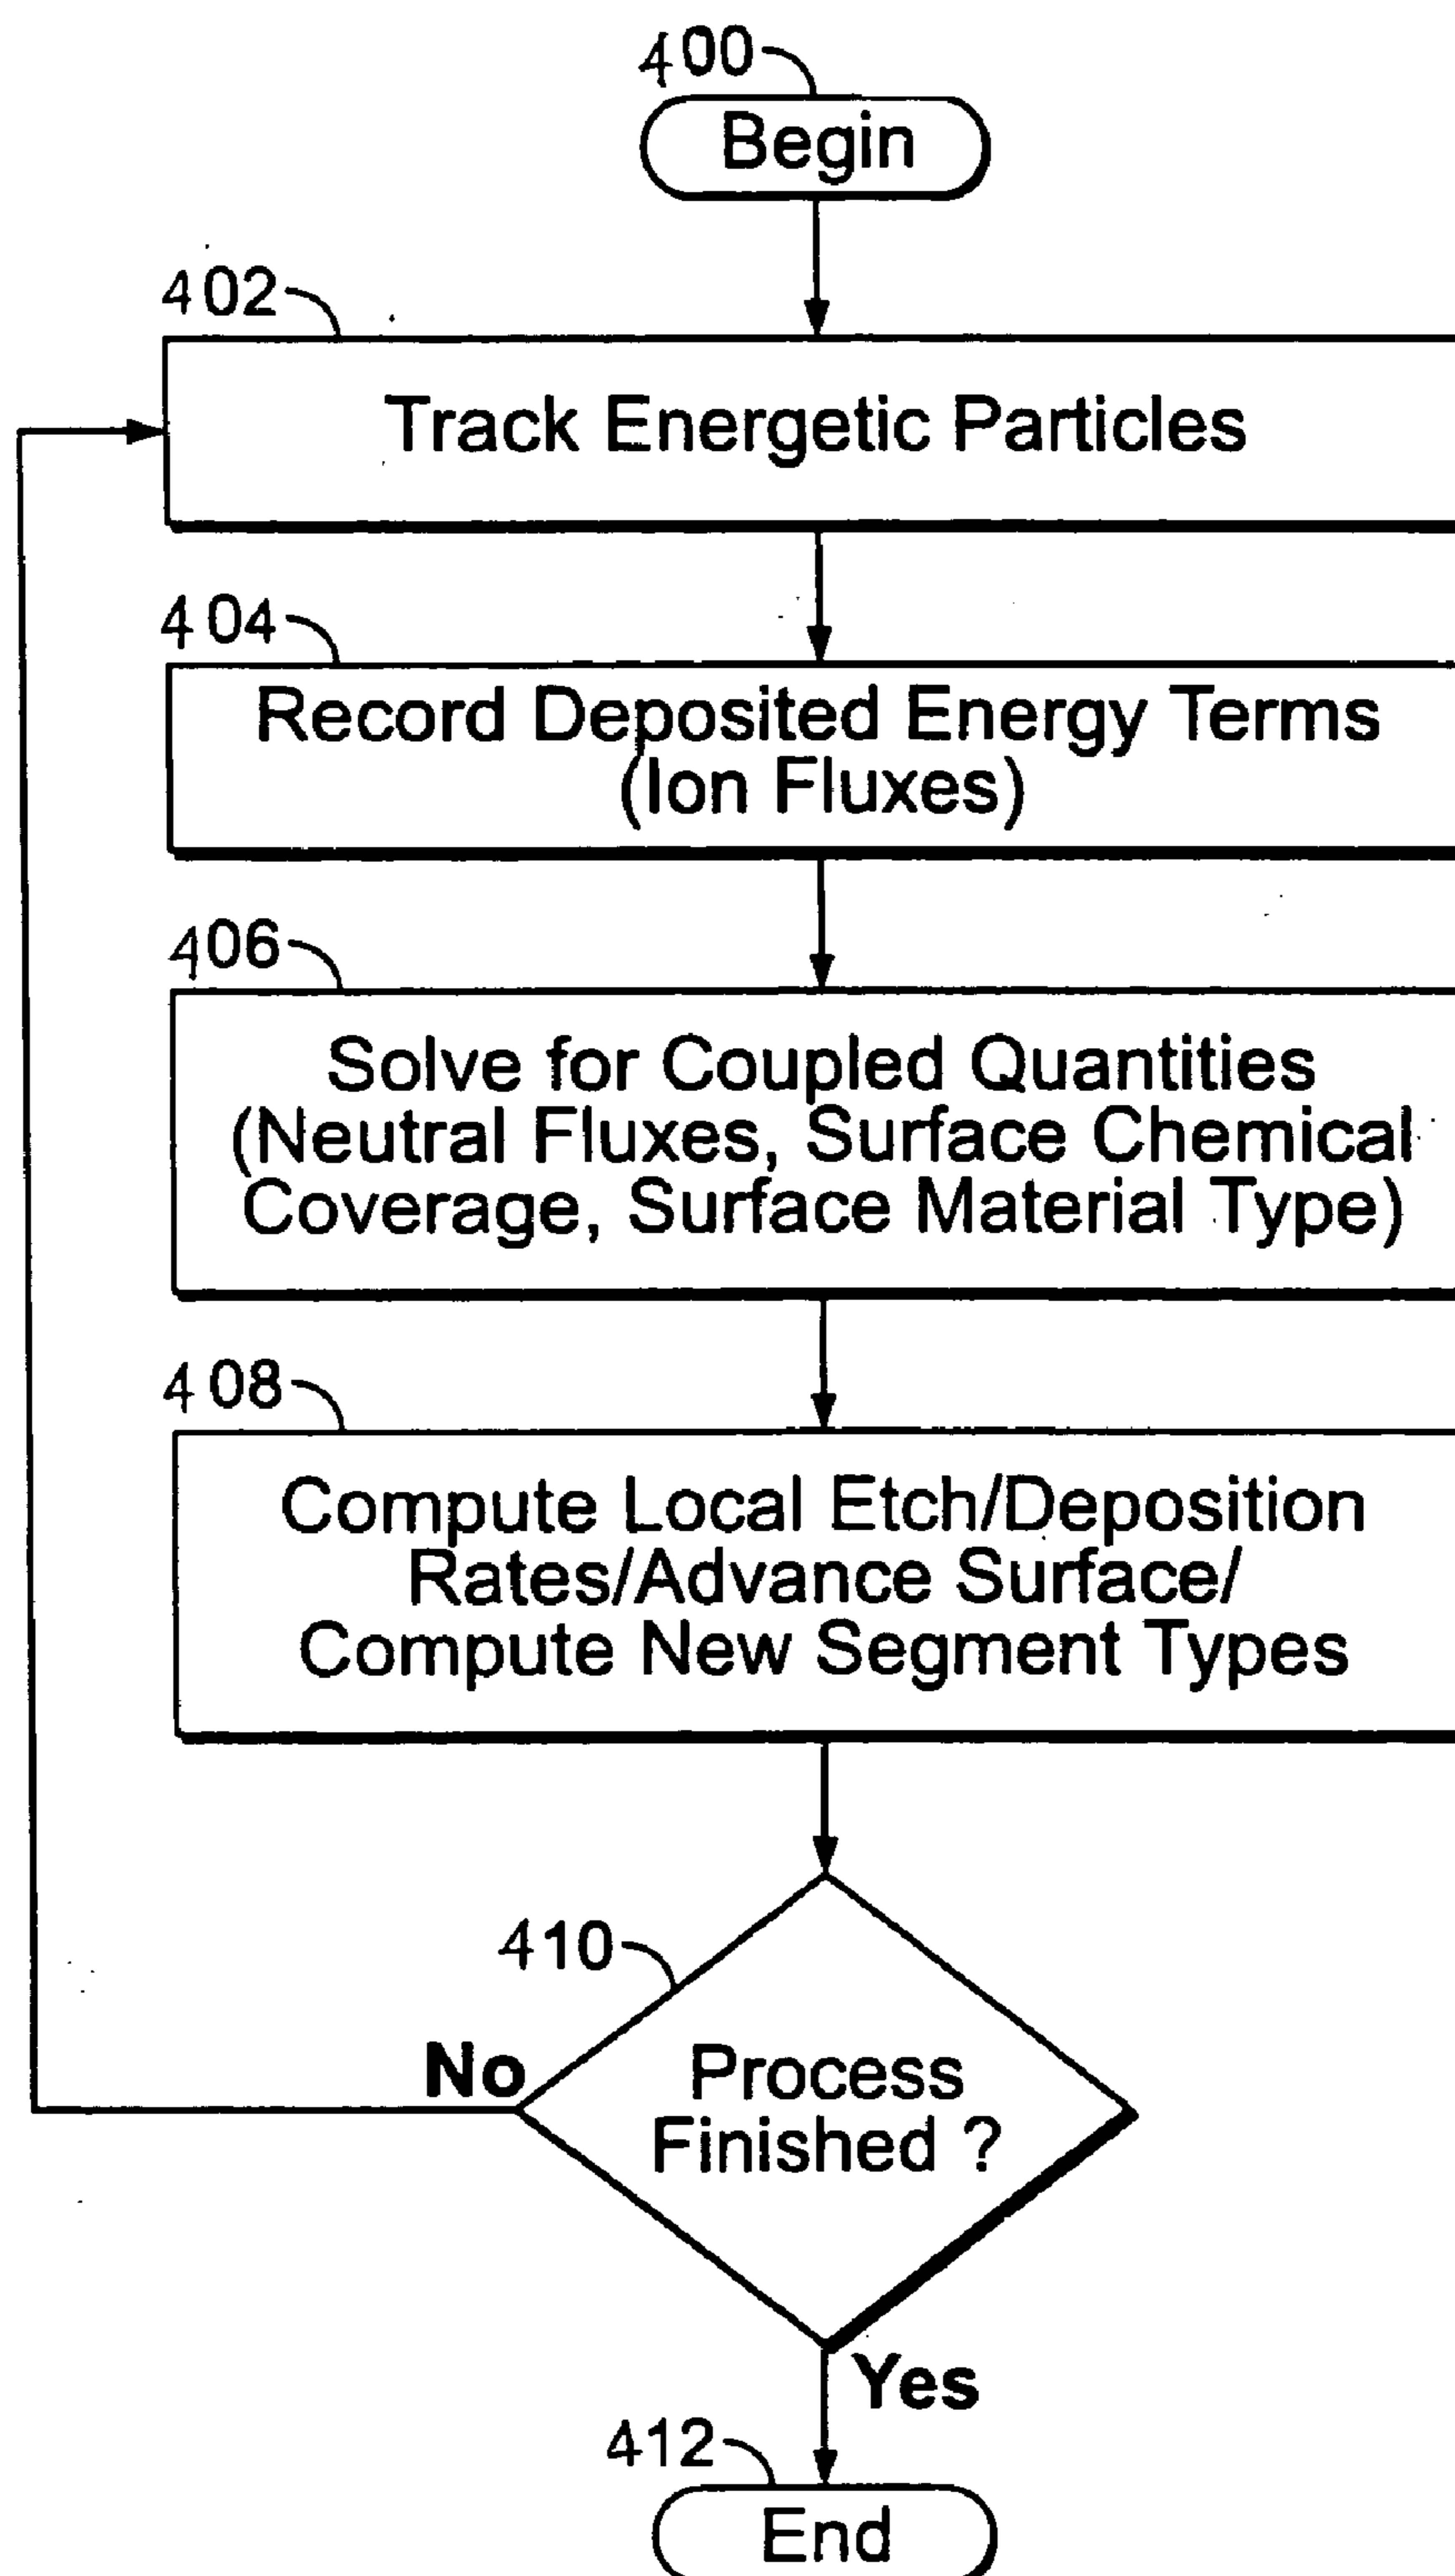 400
Begin
402
Track Energetic Particles
404
Record Deposited Energy Terms
(Ion Fluxes)
406
Solve for Coupled Quantities
(Neutral Fluxes, Surface Chemical
Coverage, Surface Material Type)
408
Compute Local Etch/Deposition
Rates/Advance Surface/
Compute New Segment Types
410
No
Process
Finished ?
Yes
412
End